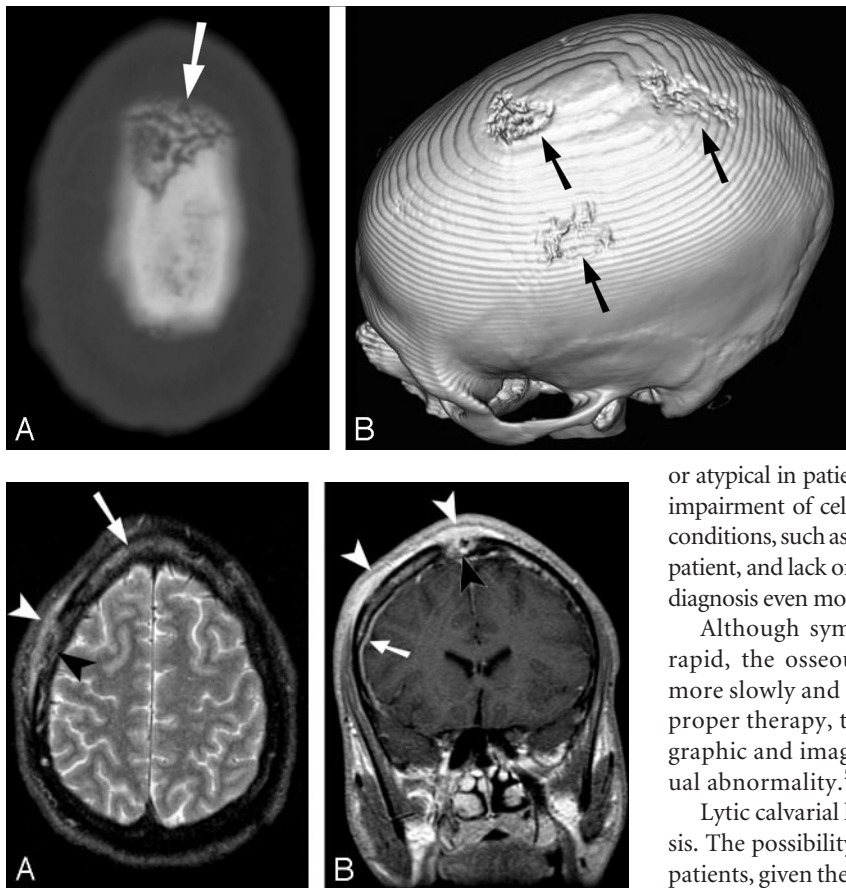 A
B
or atypical in patie
impairment of cel
conditions, such as
patient, and lack of
diagnosis even mo
Although sym
rapid, the osseou
more slowly and
proper therapy, t
graphic and imag
ual abnormality.
Lytic calvarial l
sis. The possibility
patients, given the
A
B